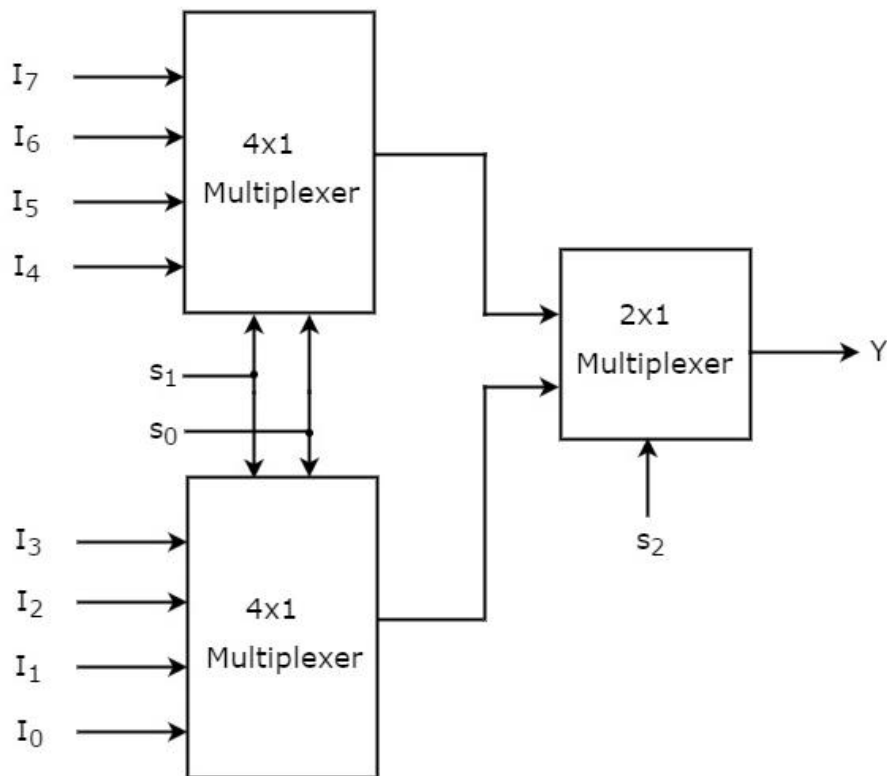 I₇
I₆
I₅
I₄
4x1
Multiplexer
s₁
s₀
I₃
I₂
I₁
I₀
4x1
Multiplexer
2x1
Multiplexer
s₂
Y